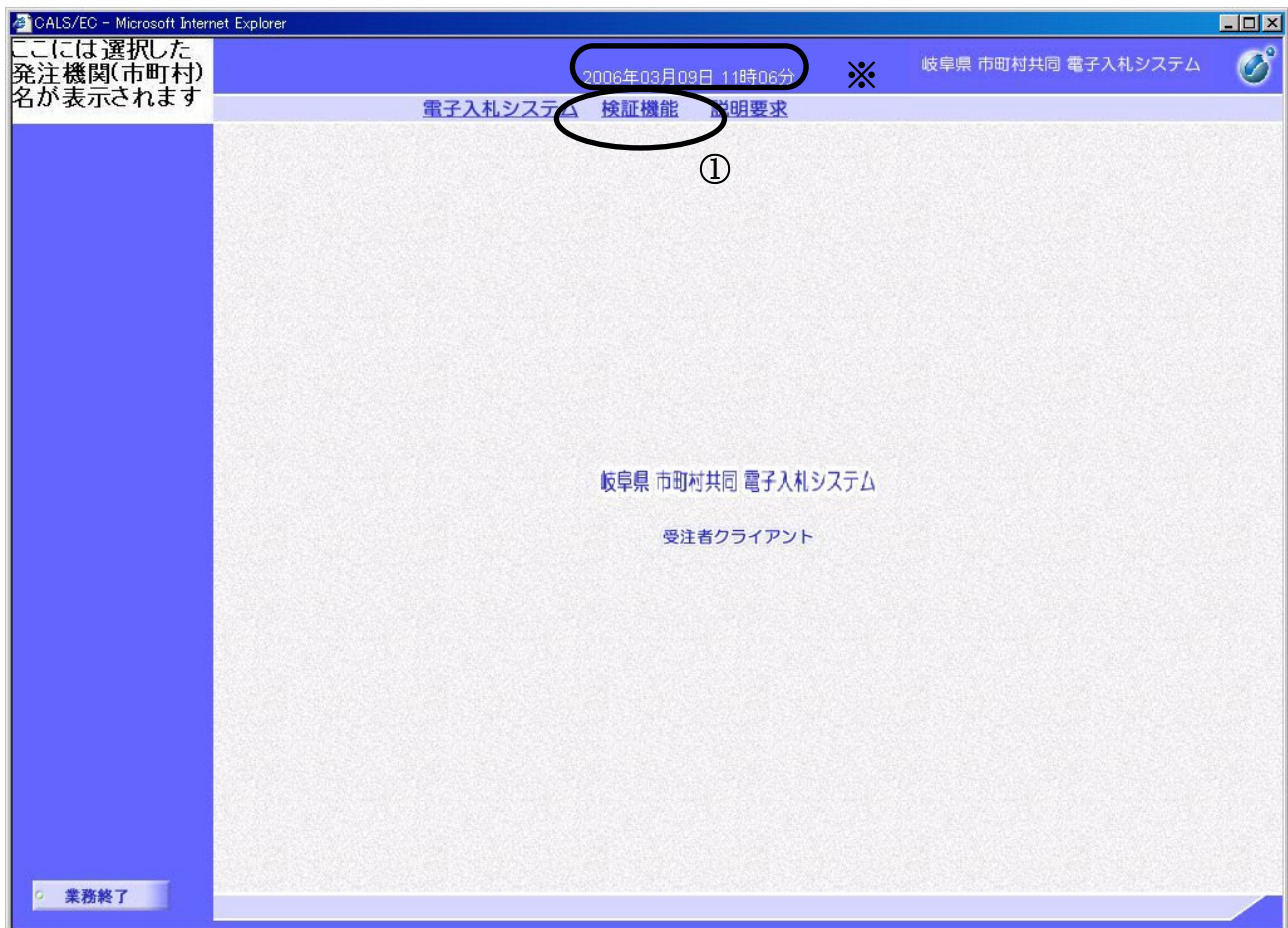 CALS/EC - Microsoft Internet Explorer
ここには選択した
発注機関(市町村)
名が表示されます
2006年03月09日 11時06分
※
岐阜県 市町村共同 電子入札システム
電子入札システム 検証機能 説明要求
①
岐阜県 市町村共同 電子入札システム
受注者クライアント
業務終了